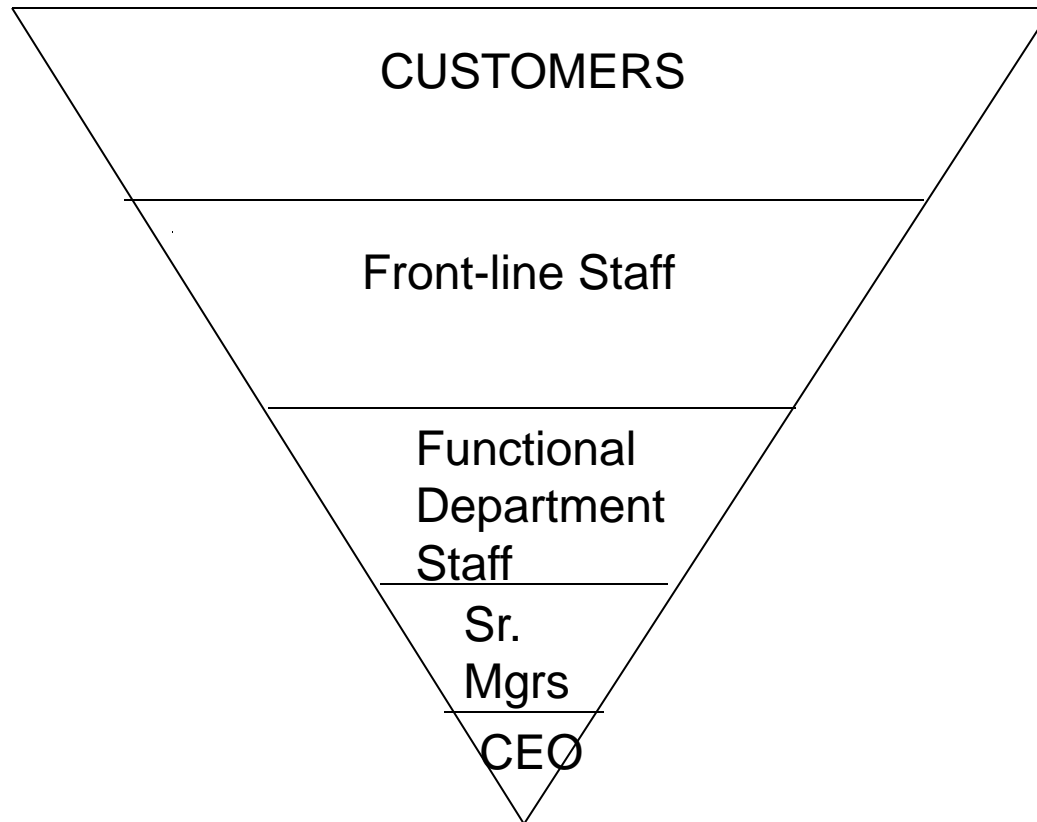 CUSTOMERS
Front-line Staff
Functional
Department
Staff
Sr.
Mgrs
CEO